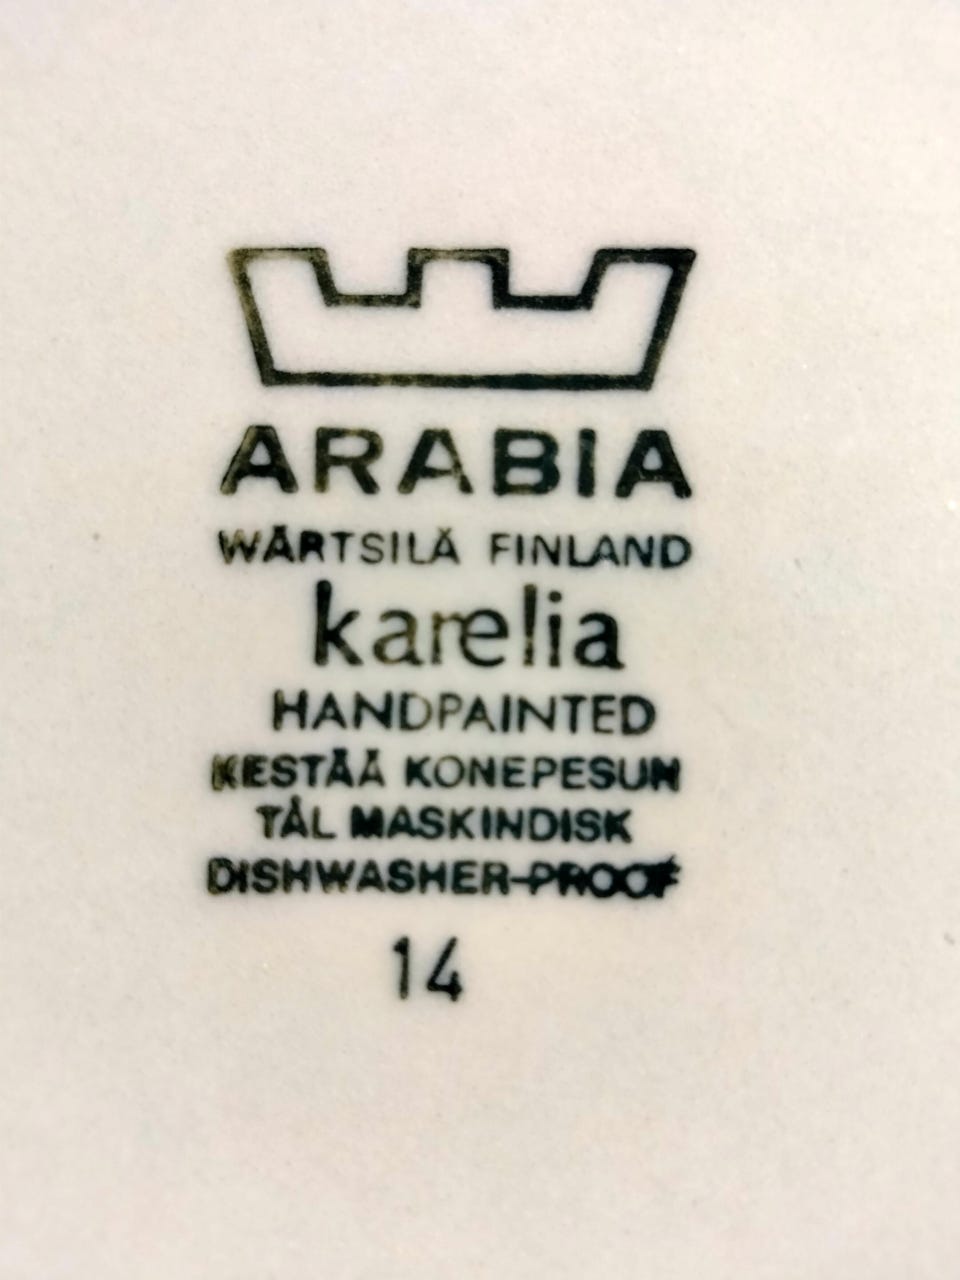 ARABIA
WÄRTSILÄ FINLAND
karelia
HANDPAINTED
KESTÄÄ KONEPESUN
TÅL MASKINDISK
DISHWASHER-PROOF
14